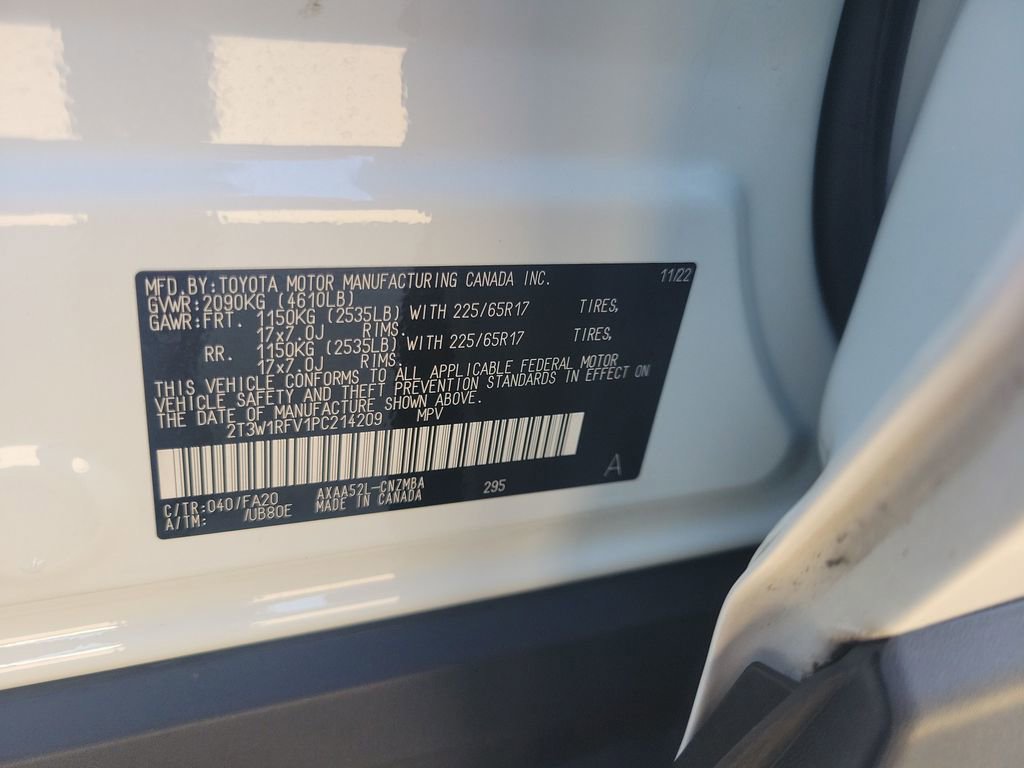 MFD.BY:TOYOTA MOTOR MANUFACTURING CANADA INC. 11/22
GVWR:2090KG (4610LB)
GAWR:FRT. 1150KG (2535LB) WITH 225/65R17 TIRES,
17x7.0J RIMS.
RR. 1150KG (2535LB) WITH 225/65R17 TIRES,
17x7.0J RIMS.
THIS VEHICLE CONFORMS TO ALL APPLICABLE FEDERAL MOTOR
VEHICLE SAFETY AND THEFT PREVENTION STANDARDS IN EFFECT ON
THE DATE OF MANUFACTURE SHOWN ABOVE.
2T3W1RFV1PC214209 MPV
A
C/TR:040/FA20 AXAA52L-CNZMBA 295
A/TM: /UB80E MADE IN CANADA